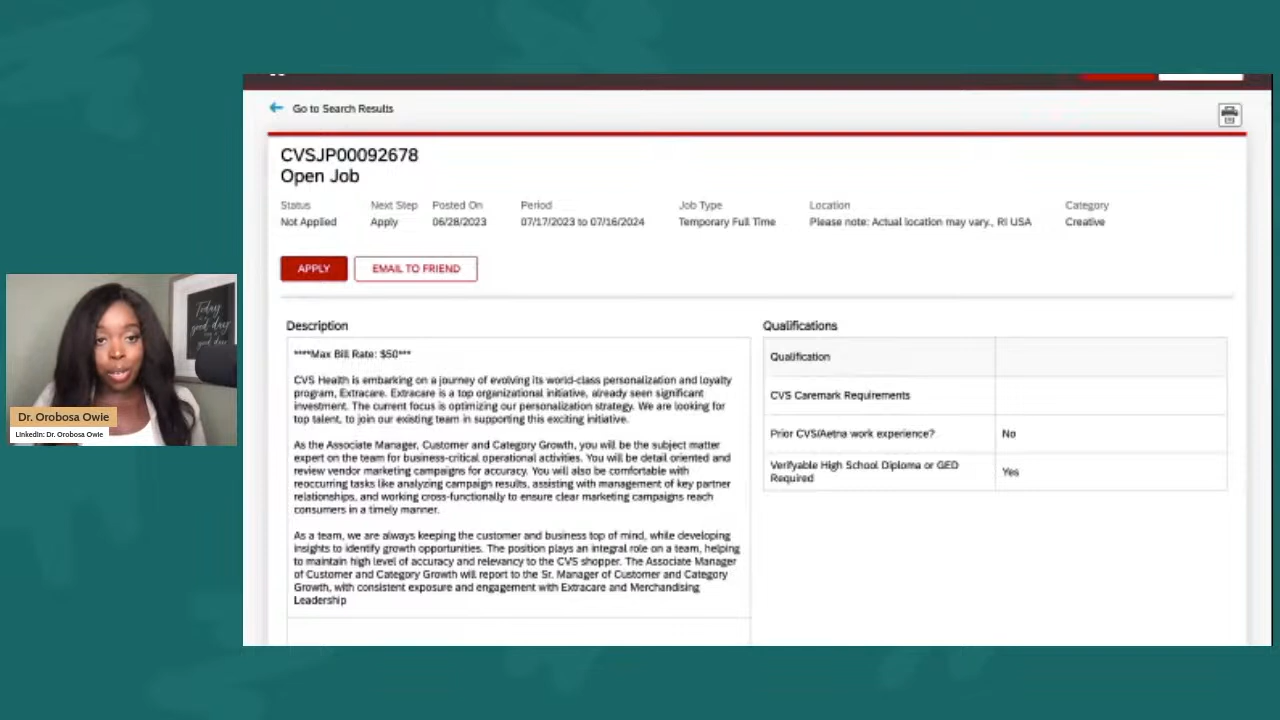 Go to Search Results
CVSJP00092678
Open Job
Status
Not Applied
Next Step
Apply
Posted On
06/28/2023
Period
07/17/2023 to 07/16/2024
Job Type
Temporary Full Time
Location
Please note: Actual location may vary., RI USA
Category
Creative
APPLY
EMAIL TO FRIEND
Description
****Max Bill Rate: $50***
CVS Health is embarking on a journey of evolving its world-class personalization and loyalty
program, Extracare. Extracare is a top organizational initiative, already seen significant
investment. The current focus is optimizing our personalization strategy. We are looking for
top talent, to join our existing team in supporting this exciting initiative.
As the Associate Manager, Customer and Category Growth, you will be the subject matter
expert on the team for business-critical operational activities. You will be detail oriented and
review vendor marketing campaigns for accuracy. You will also be comfortable with
reoccurring tasks like analyzing campaign results, assisting with management of key partner
relationships, and working cross-functionally to ensure clear marketing campaigns reach
consumers in a timely manner.
As a team, we are always keeping the customer and business top of mind, while developing
insights to identify growth opportunities. The position plays an integral role on a team, helping
to maintain high level of accuracy and relevancy to the CVS shopper. The Associate Manager
of Customer and Category Growth will report to the Sr. Manager of Customer and Category
Growth, with consistent exposure and engagement with Extracare and Merchandising
Leadership
Qualifications
Qualification
CVS Caremark Requirements
Prior CVS/Aetna work experience? No
Verifyable High School Diploma or GED
Required
Yes
Today
good day
Dr. Orobosa Owie
LinkedIn: Dr. Orobosa Owie